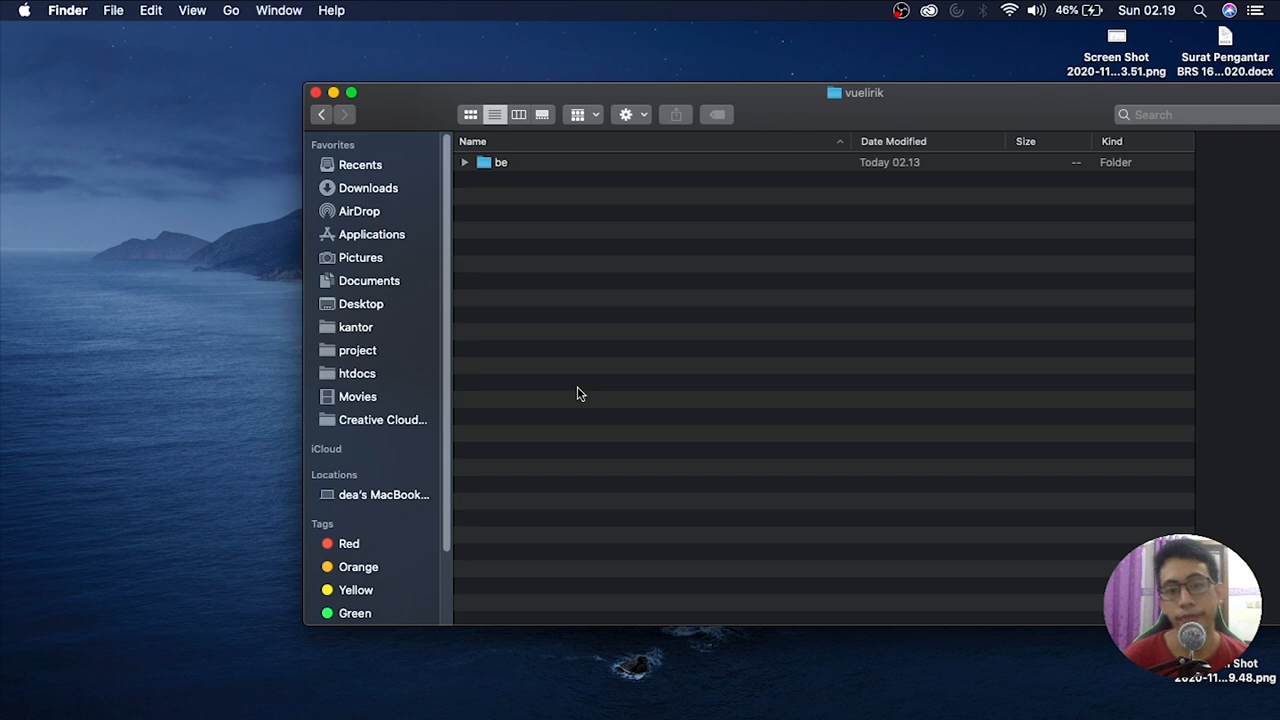 Finder File Edit View Go Window Help 46% Sun 02.19
Screen Shot
2020-11...3.51.png
Surat Pengantar
BRS 16...020.docx
vuelirik
Search
Favorites
Recents
Downloads
AirDrop
Applications
Pictures
Documents
Desktop
kantor
project
htdocs
Movies
Creative Cloud...
iCloud
Locations
dea's MacBook...
Tags
Red
Orange
Yellow
Green
Name Date Modified Size Kind
be Today 02.13 -- Folder
Shot
2020-11...9.48.png